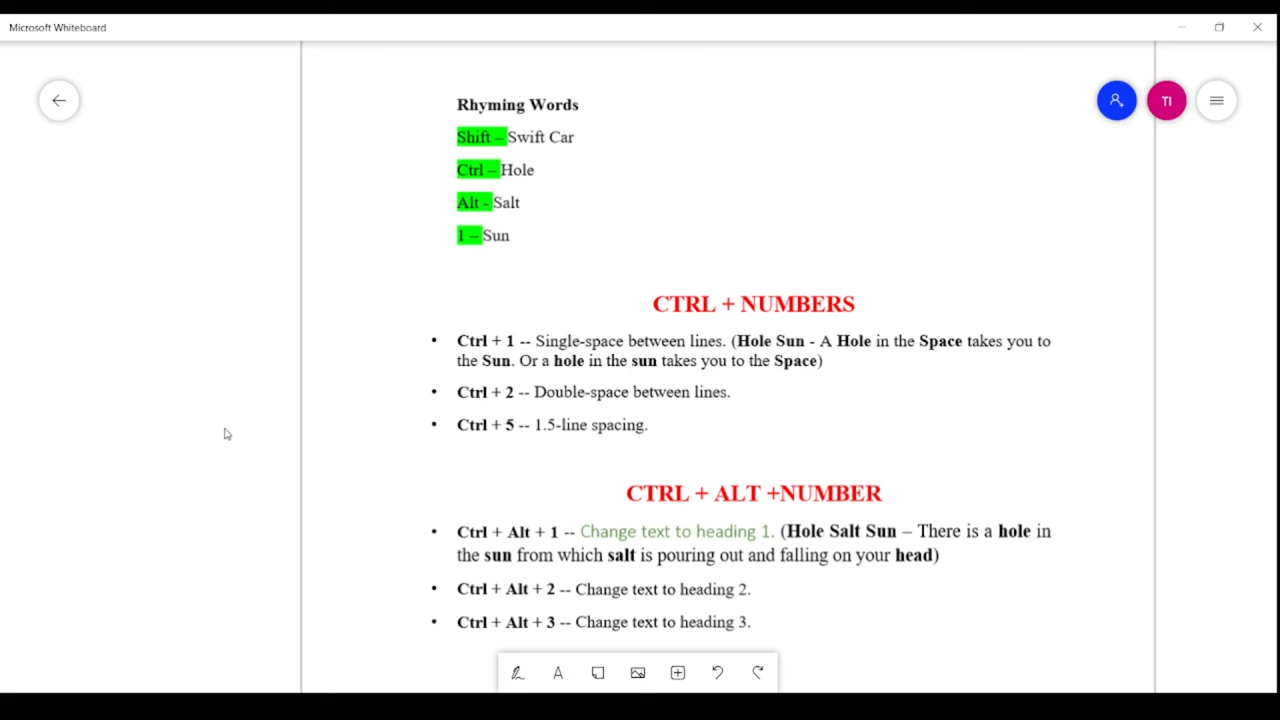 Microsoft Whiteboard
TI
Rhyming Words
Shift – Swift Car
Ctrl – Hole
Alt - Salt
1 – Sun
CTRL + NUMBERS
• Ctrl + 1 -- Single-space between lines. (Hole Sun - A Hole in the Space takes you to
the Sun. Or a hole in the sun takes you to the Space)
• Ctrl + 2 -- Double-space between lines.
• Ctrl + 5 -- 1.5-line spacing.
CTRL + ALT +NUMBER
• Ctrl + Alt + 1 -- Change text to heading 1. (Hole Salt Sun – There is a hole in
the sun from which salt is pouring out and falling on your head)
• Ctrl + Alt + 2 -- Change text to heading 2.
• Ctrl + Alt + 3 -- Change text to heading 3.
A